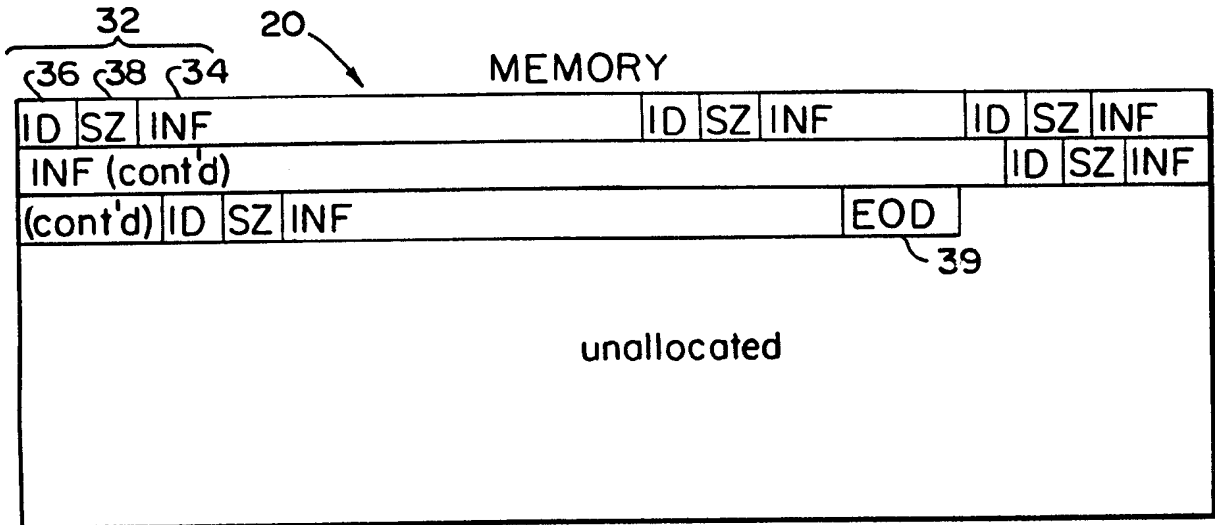 32
20
MEMORY
36 38 34
ID SZ INF ID SZ INF ID SZ INF
INF (cont'd) ID SZ INF
(cont'd) ID SZ INF EOD
39
unallocated